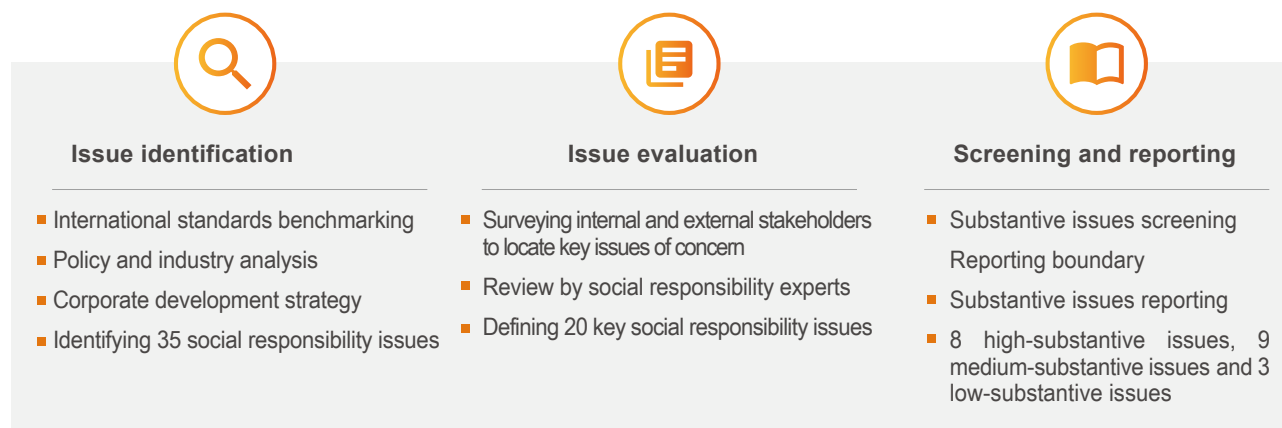 Issue identification
International standards benchmarking
Policy and industry analysis
Corporate development strategy
Identifying 35 social responsibility issues
Issue evaluation
Surveying internal and external stakeholders
to locate key issues of concern
Review by social responsibility experts
Defining 20 key social responsibility issues
Screening and reporting
Substantive issues screening
Reporting boundary
Substantive issues reporting
8 high-substantive issues, 9
medium-substantive issues and 3
low-substantive issues